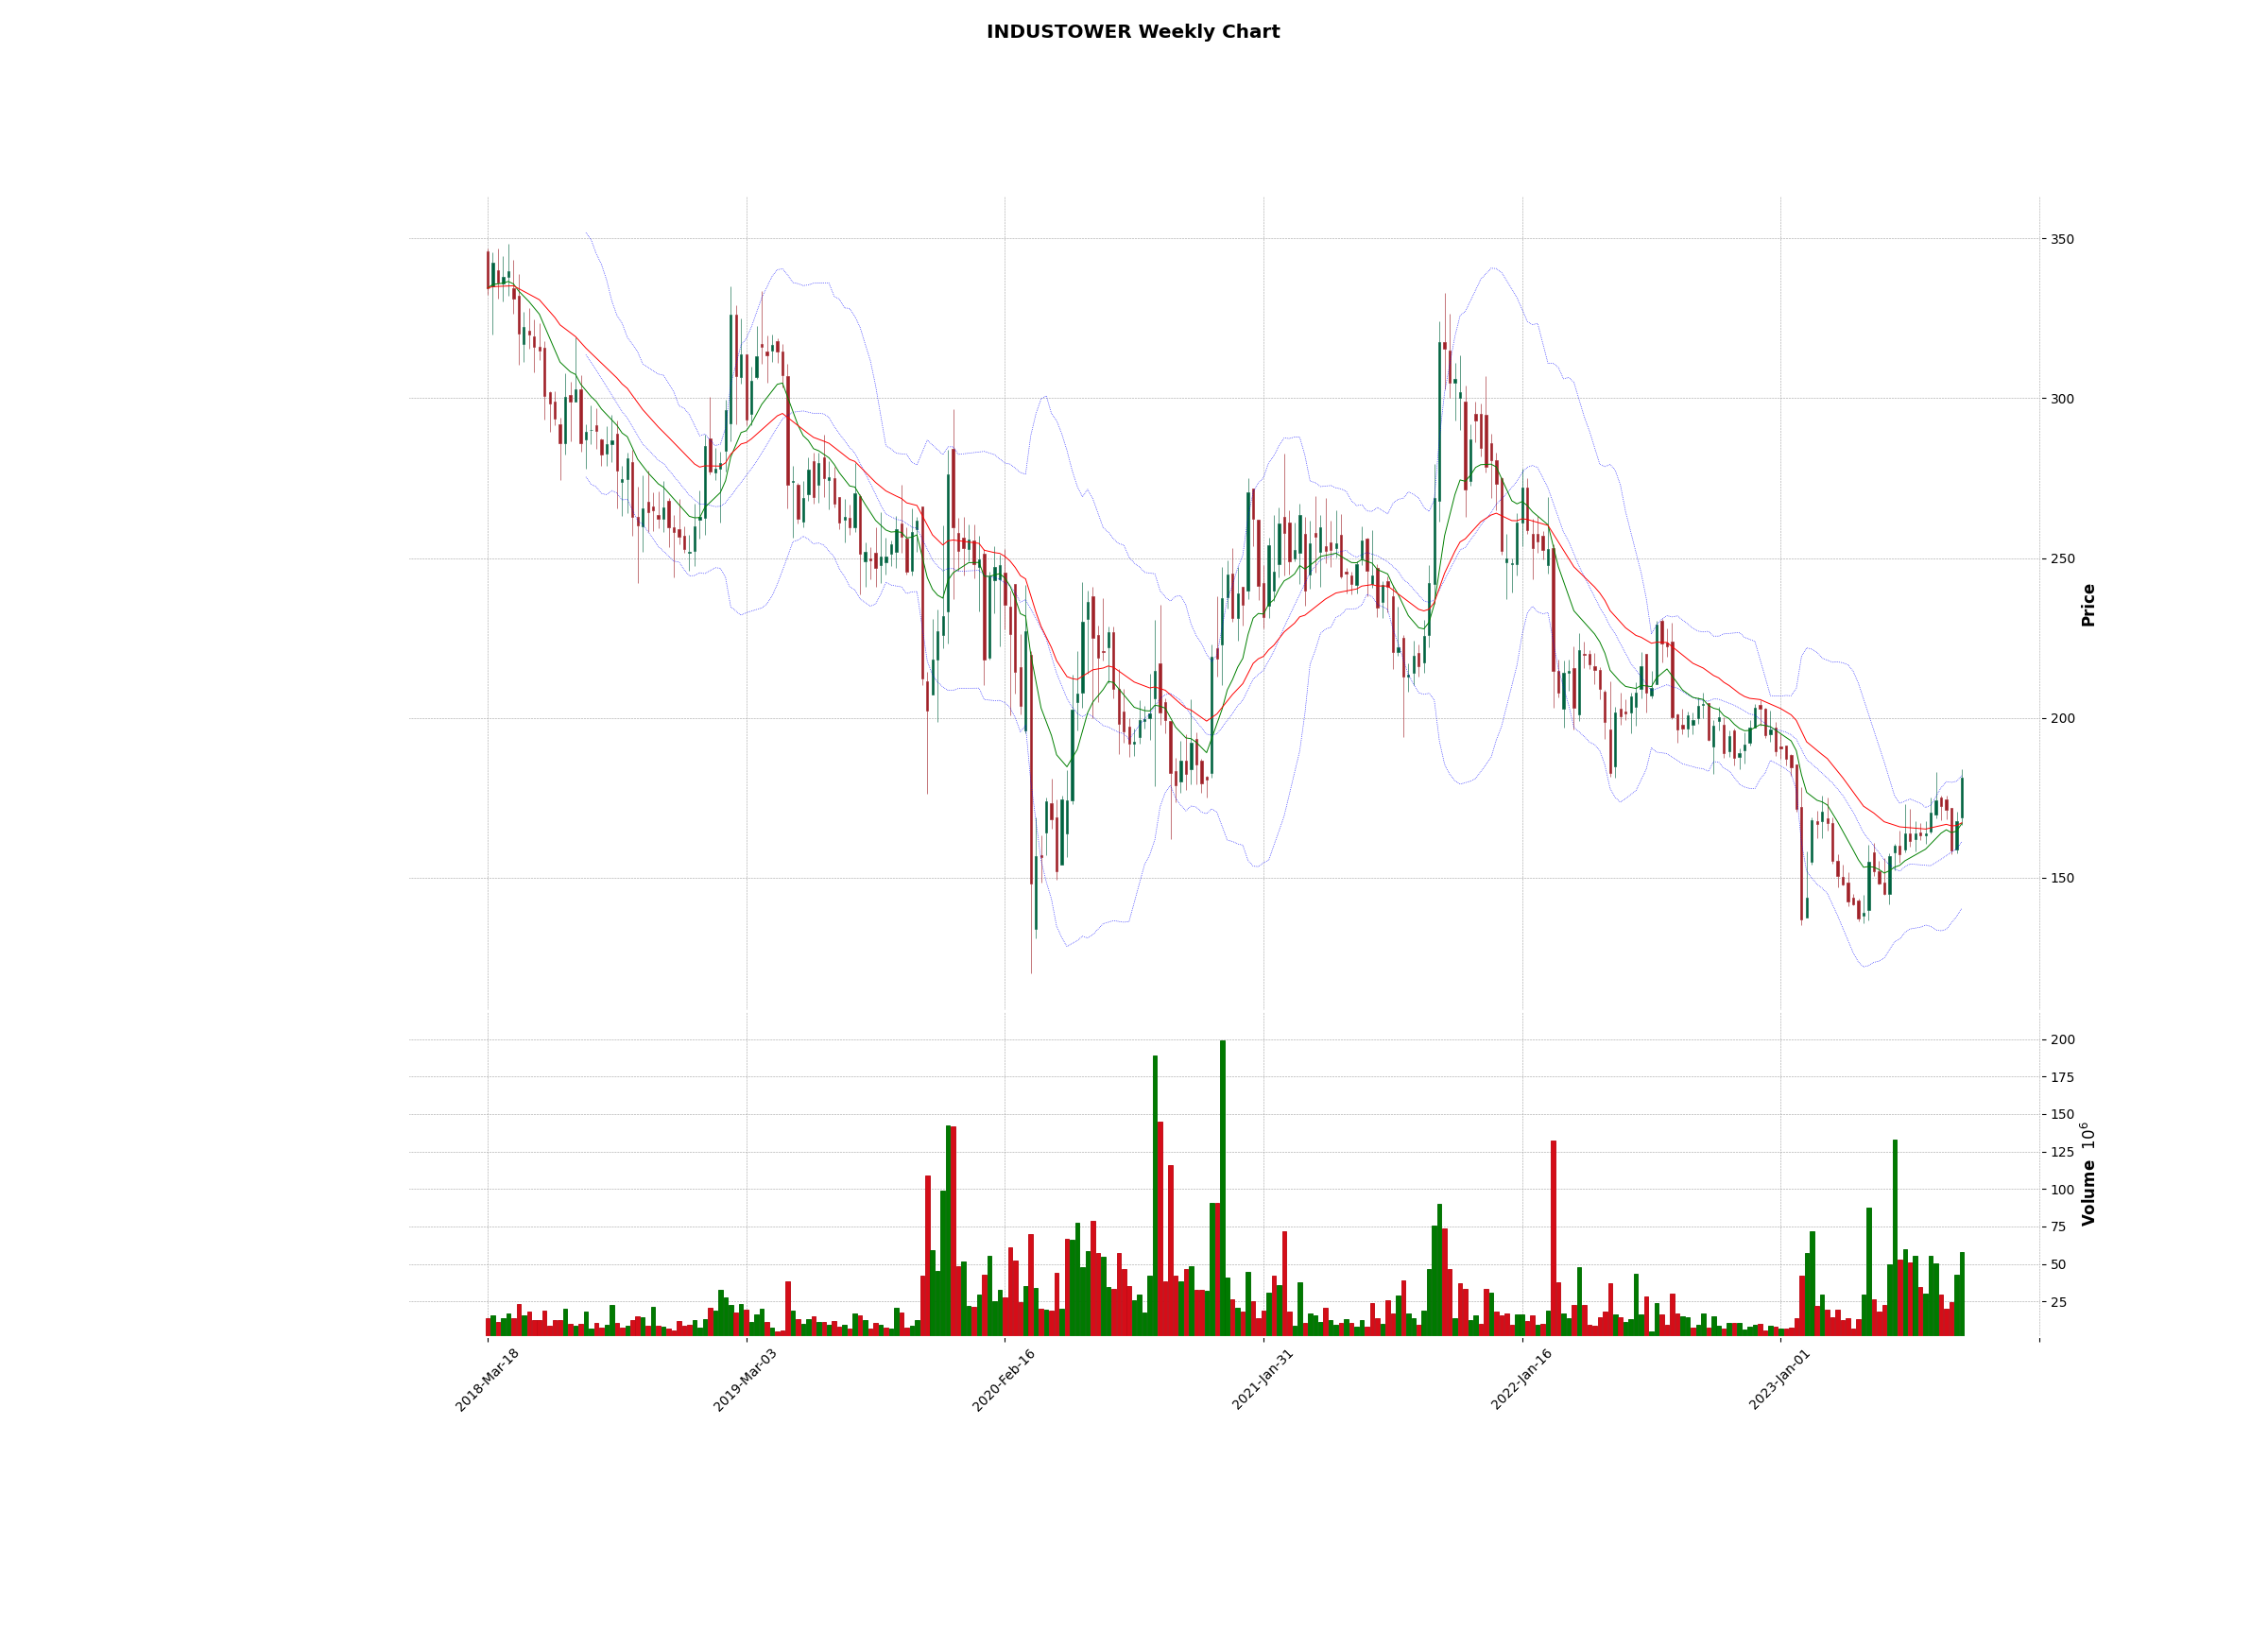 INDUSTOWER Weekly Chart
350
300
250
200
150
Price
200
175
150
125
100
75
50
25
Volume 10^6
2018-Mar-18
2019-Mar-03
2020-Feb-16
2021-Jan-31
2022-Jan-16
2023-Jan-01